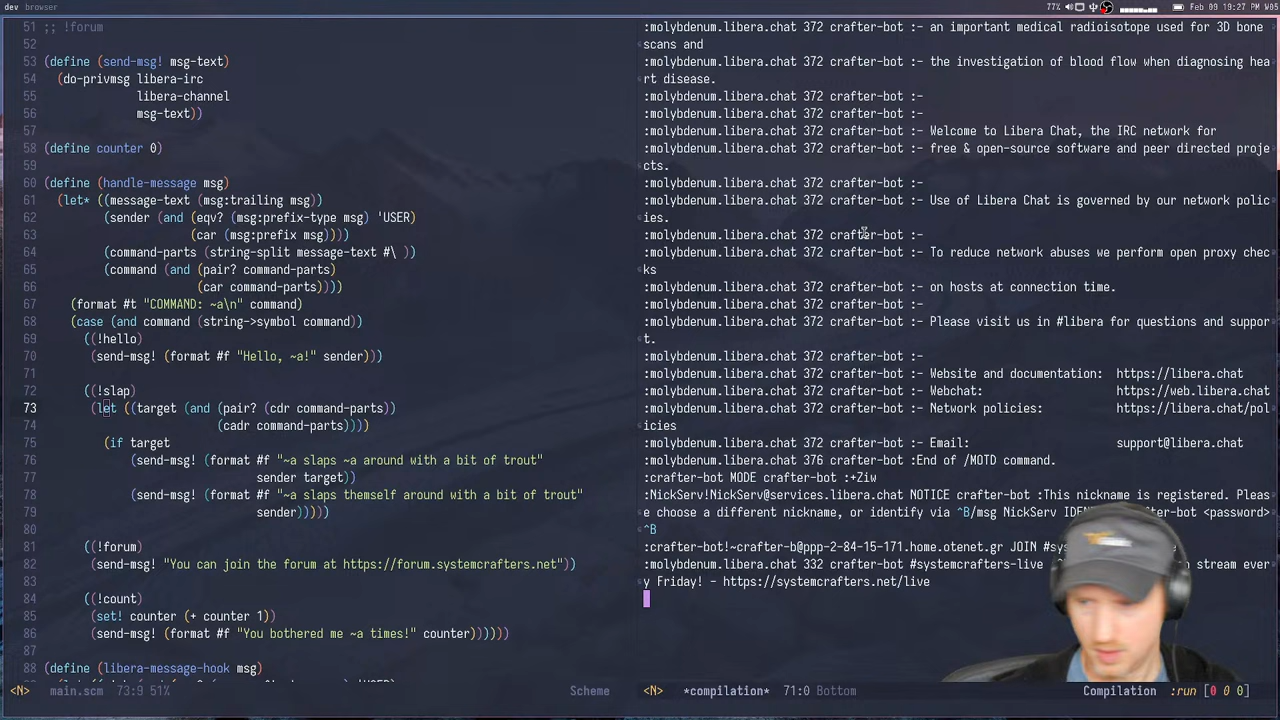 dev browser
77% Feb 09 19:27 PM W05
51 ;; !forum
52
53 (define (send-msg! msg-text)
54 (do-privmsg libera-irc
55 libera-channel
56 msg-text))
57
58 (define counter 0)
59
60 (define (handle-message msg)
61 (let* ((message-text (msg:trailing msg))
62 (sender (and (eqv? (msg:prefix-type msg) 'USER)
63 (car (msg:prefix msg))))
64 (command-parts (string-split message-text #\ ))
65 (command (and (pair? command-parts)
66 (car command-parts))))
67 (format #t "COMMAND: ~a\n" command)
68 (case (and command (string->symbol command))
69 ((!hello)
70 (send-msg! (format #f "Hello, ~a!" sender)))
71
72 ((!slap)
73 (let ((target (and (pair? (cdr command-parts))
74 (cadr command-parts))))
75 (if target
76 (send-msg! (format #f "~a slaps ~a around with a bit of trout"
77 sender target))
78 (send-msg! (format #f "~a slaps themself around with a bit of trout"
79 sender)))))
80
81 ((!forum)
82 (send-msg! "You can join the forum at https://forum.systemcrafters.net"))
83
84 ((!count)
85 (set! counter (+ counter 1))
86 (send-msg! (format #f "You bothered me ~a times!" counter))))))
87
88 (define (libera-message-hook msg)
<N> main.scm 73:9 51% Scheme
:molybdenum.libera.chat 372 crafter-bot :- an important medical radioisotope used for 3D bone
scans and
:molybdenum.libera.chat 372 crafter-bot :- the investigation of blood flow when diagnosing hea
rt disease.
:molybdenum.libera.chat 372 crafter-bot :-
:molybdenum.libera.chat 372 crafter-bot :-
:molybdenum.libera.chat 372 crafter-bot :- Welcome to Libera Chat, the IRC network for
:molybdenum.libera.chat 372 crafter-bot :- free & open-source software and peer directed proje
cts.
:molybdenum.libera.chat 372 crafter-bot :-
:molybdenum.libera.chat 372 crafter-bot :- Use of Libera Chat is governed by our network polic
ies.
:molybdenum.libera.chat 372 crafter-bot :-
:molybdenum.libera.chat 372 crafter-bot :- To reduce network abuses we perform open proxy chec
ks
:molybdenum.libera.chat 372 crafter-bot :- on hosts at connection time.
:molybdenum.libera.chat 372 crafter-bot :-
:molybdenum.libera.chat 372 crafter-bot :- Please visit us in #libera for questions and suppor
t.
:molybdenum.libera.chat 372 crafter-bot :-
:molybdenum.libera.chat 372 crafter-bot :- Website and documentation: https://libera.chat
:molybdenum.libera.chat 372 crafter-bot :- Webchat: https://web.libera.chat
:molybdenum.libera.chat 372 crafter-bot :- Network policies: https://libera.chat/pol
icies
:molybdenum.libera.chat 372 crafter-bot :- Email: support@libera.chat
:molybdenum.libera.chat 376 crafter-bot :End of /MOTD command.
:crafter-bot MODE crafter-bot :+Ziw
:NickServ!NickServ@services.libera.chat NOTICE crafter-bot :This nickname is registered. Pleas
e choose a different nickname, or identify via ^B/msg NickServ IDEN fter-bot <password>
^B
:crafter-bot!~crafter-b@ppp-2-84-15-171.home.otenet.gr JOIN #sys
:molybdenum.libera.chat 332 crafter-bot #systemcrafters-live stream ever
y Friday! - https://systemcrafters.net/live
<N> *compilation* 71:0 Bottom Compilation :run [0 0 0]